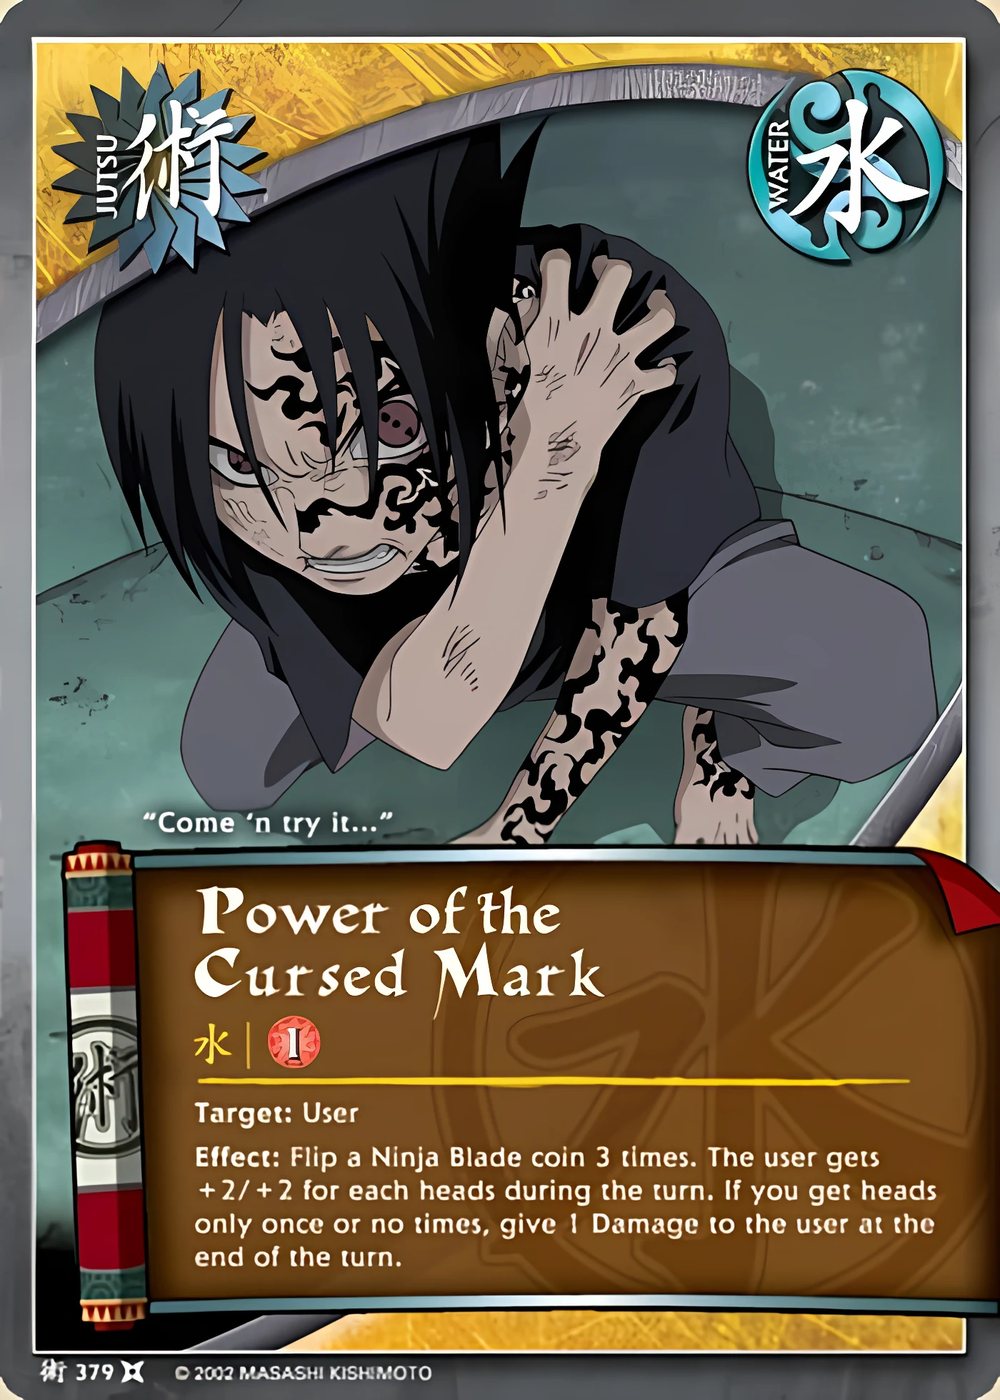 JUTSU 術
WATER 水
"Come 'n try it..."
Power of the
Cursed Mark
水 | 1
術
Target: User
Effect: Flip a Ninja Blade coin 3 times. The user gets
+2/+2 for each heads during the turn. If you get heads
only once or no times, give 1 Damage to the user at the
end of the turn.
術 379 © 2002 MASASHI KISHIMOTO